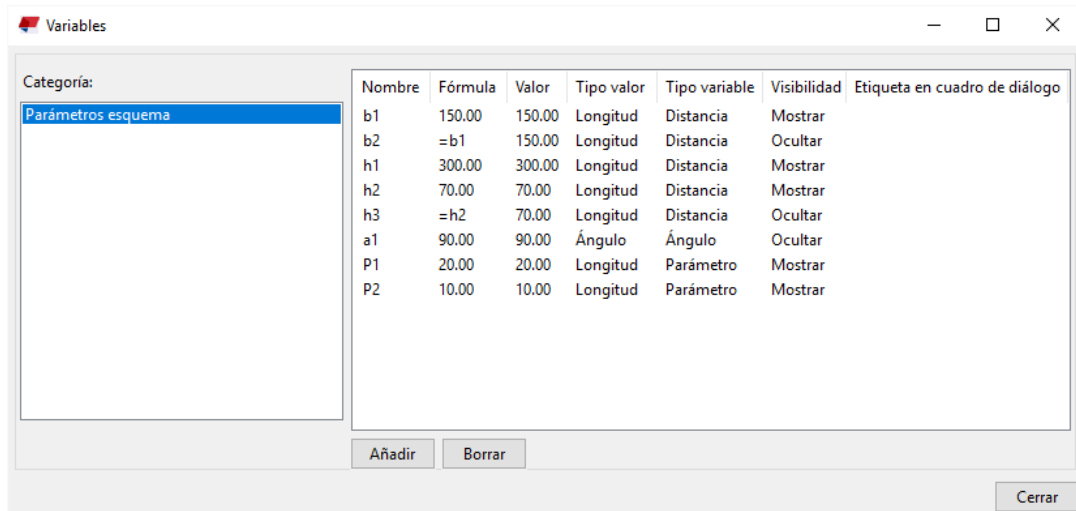 Variables
Categoría:
Parámetros esquema
Nombre Fórmula Valor Tipo valor Tipo variable Visibilidad Etiqueta en cuadro de diálogo
b1 150.00 150.00 Longitud Distancia Mostrar
b2 =b1 150.00 Longitud Distancia Ocultar
h1 300.00 300.00 Longitud Distancia Mostrar
h2 70.00 70.00 Longitud Distancia Mostrar
h3 =h2 70.00 Longitud Distancia Ocultar
a1 90.00 90.00 Ángulo Ángulo Ocultar
P1 20.00 20.00 Longitud Parámetro Mostrar
P2 10.00 10.00 Longitud Parámetro Mostrar
Añadir Borrar
Cerrar